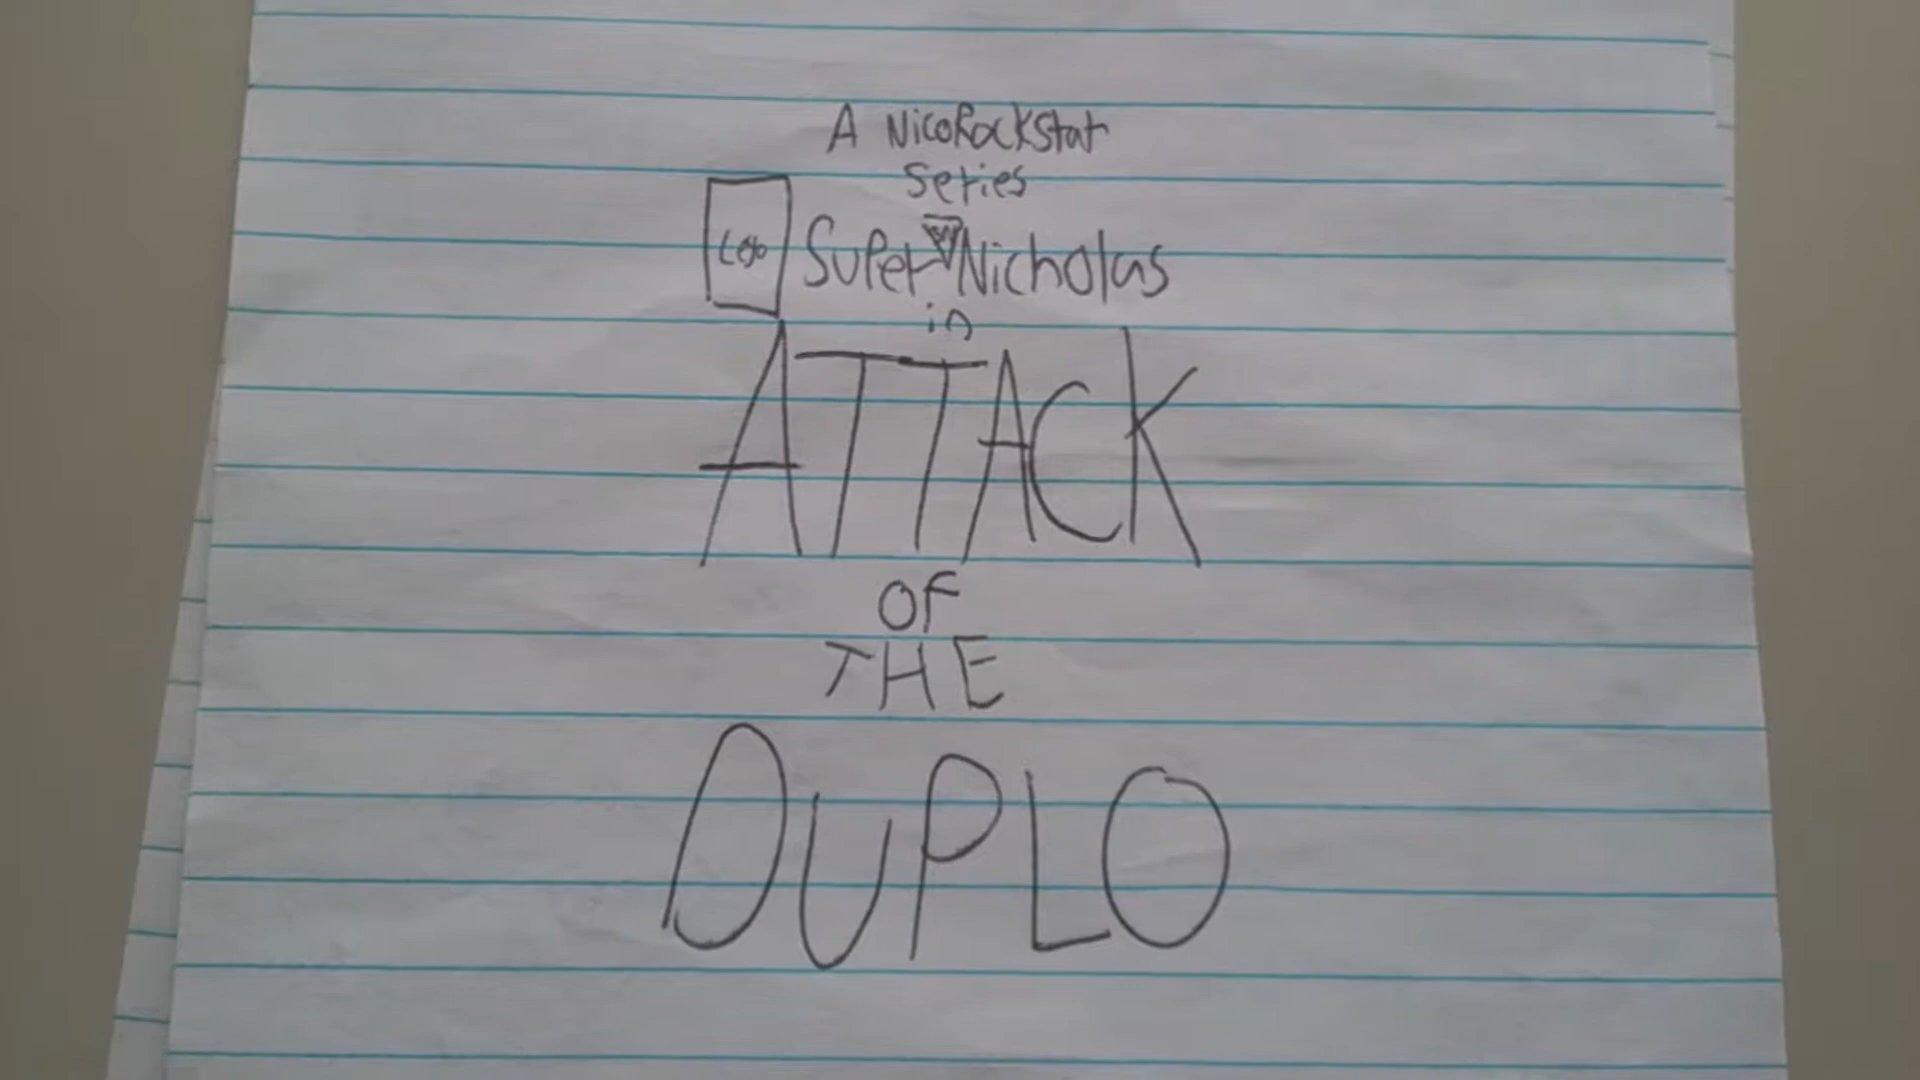 A NicoRockstar
Series
Lego Super Nicholas
in
ATTACK
OF
THE
DUPLO